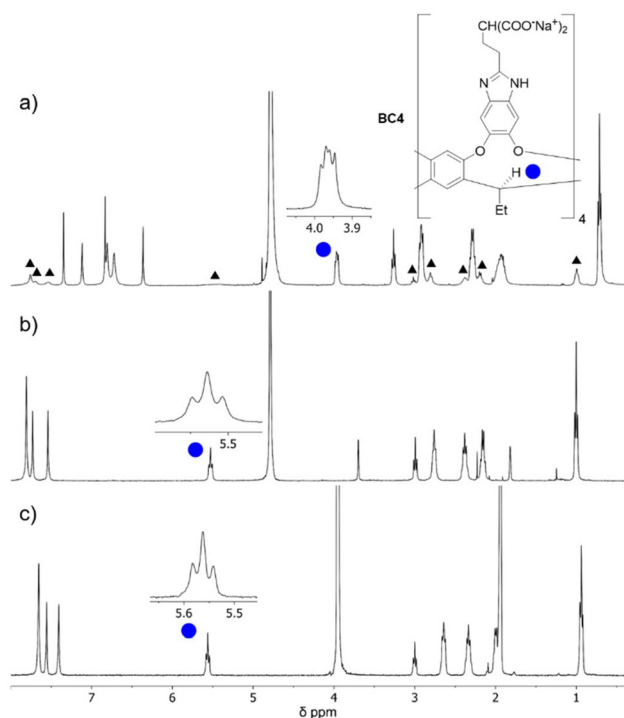 a)
BC4
CH(COO⁻Na⁺)₂
N
NH
O
O
H
Et
4
4.0 3.9
b)
5.5
c)
5.6 5.5
7 6 5 4 3 2 1
δ ppm